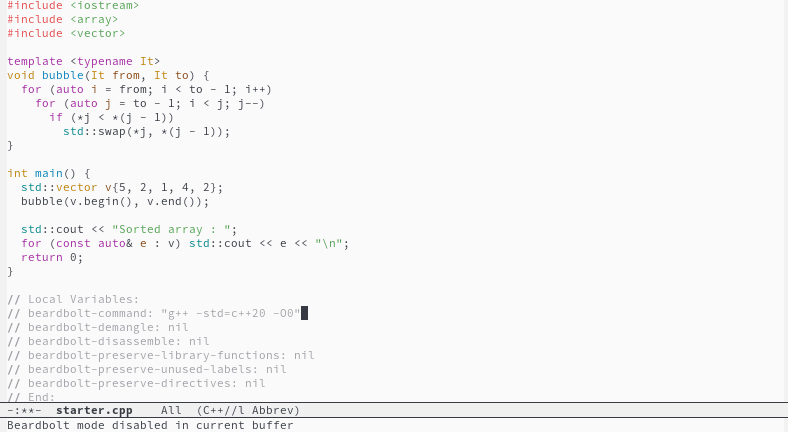 #include <iostream>
#include <array>
#include <vector>

template <typename It>
void bubble(It from, It to) {
  for (auto i = from; i < to - 1; i++)
    for (auto j = to - 1; i < j; j--)
      if (*j < *(j - 1))
        std::swap(*j, *(j - 1));
}

int main() {
  std::vector v{5, 2, 1, 4, 2};
  bubble(v.begin(), v.end());

  std::cout << "Sorted array : ";
  for (const auto& e : v) std::cout << e << "\n";
  return 0;
}

// Local Variables:
// beardbolt-command: "g++ -std=c++20 -O0"
// beardbolt-demangle: nil
// beardbolt-disassemble: nil
// beardbolt-preserve-library-functions: nil
// beardbolt-preserve-unused-labels: nil
// beardbolt-preserve-directives: nil
// End:
-:**-  starter.cpp    All  (C++//l Abbrev)
Beardbolt mode disabled in current buffer